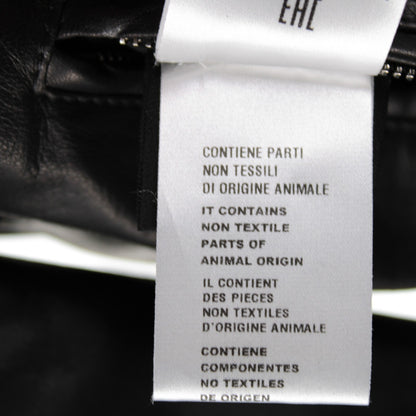 EAC
CONTIENE PARTI
NON TESSILI
DI ORIGINE ANIMALE
IT CONTAINS
NON TEXTILE
PARTS OF
ANIMAL ORIGIN
IL CONTIENT
DES PIECES
NON TEXTILES
D'ORIGINE ANIMALE
CONTIENE
COMPONENTES
NO TEXTILES
DE ORIGEN